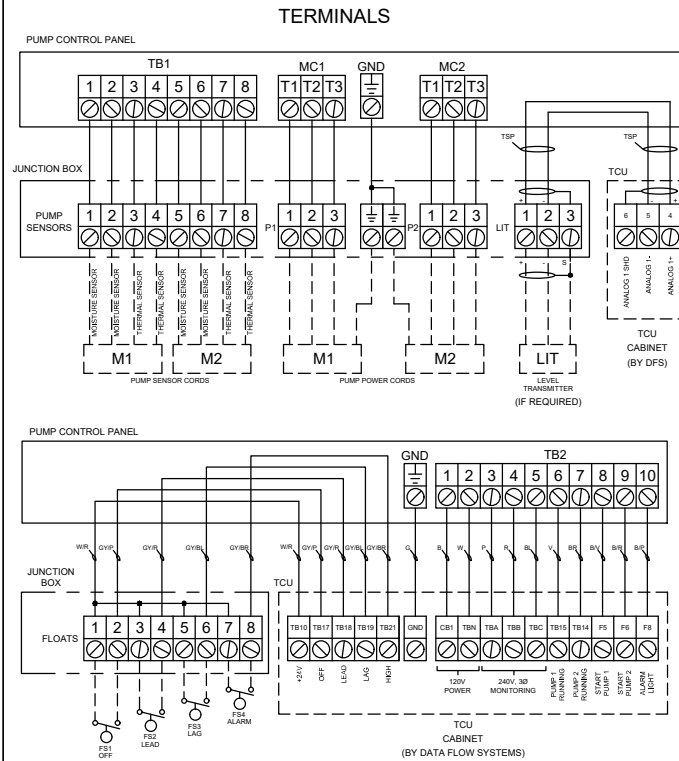 TERMINALS
PUMP CONTROL PANEL
TB1
MC1
GND
MC2
1 2 3 4 5 6 7 8
T1 T2 T3
T1 T2 T3
TSP
TSP
JUNCTION BOX
TCU
PUMP
SENSORS
1 2 3 4 5 6 7 8
P1
1 2 3
P2
1 2 3
LIT
+ -
1 2 3
- +
6 5 4
+ - S
MOISTURE SENSOR
MOISTURE SENSOR
THERMAL SENSOR
THERMAL SENSOR
MOISTURE SENSOR
MOISTURE SENSOR
THERMAL SENSOR
THERMAL SENSOR
ANALOG 1 SHD
ANALOG 1-
ANALOG 1+
M1
M2
M1
M2
LIT
PUMP SENSOR CORDS
PUMP POWER CORDS
LEVEL
TRANSMITTER
(IF REQUIRED)
TCU
CABINET
(BY DFS)
PUMP CONTROL PANEL
GND
TB2
1 2 3 4 5 6 7 8 9 10
W/R GY/P GY/R GY/BL GY/BR
W/R GY/P GY/R GY/BL GY/BR
G
B W P R BL V BR B/V B/R B/P
JUNCTION
BOX
TCU
FLOATS
1 2 3 4 5 6 7 8
TB10 TB17 TB18 TB19 TB21
GND
CB1 TBN TBA TBB TBC TB15 TB14 F5 F6 F8
+24V
OFF
LEAD
LAG
HIGH
120V
POWER
240V, 3Ø
MONITORING
PUMP 1
RUNNING
PUMP 2
RUNNING
START
PUMP 1
START
PUMP 2
ALARM
LIGHT
FS1
OFF
FS2
LEAD
FS3
LAG
FS4
ALARM
TCU
CABINET
(BY DATA FLOW SYSTEMS)